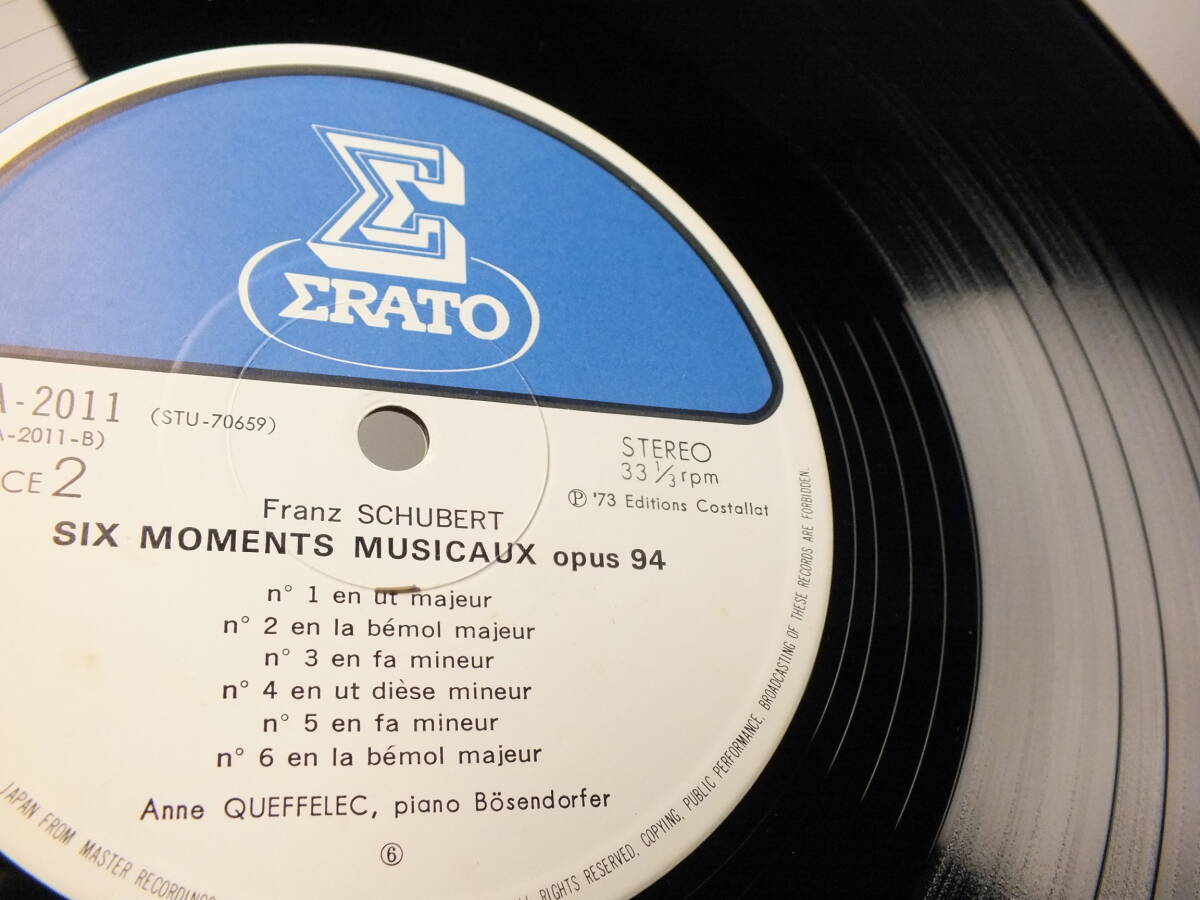 Σ
ΣRATO
A-2011
(STU-70659)
A-2011-B)
CE 2
STEREO
33 1/3 rpm
℗ '73 Editions Costallat
Franz SCHUBERT
SIX MOMENTS MUSICAUX opus 94
n° 1 en ut majeur
n° 2 en la bémol majeur
n° 3 en fa mineur
n° 4 en ut dièse mineur
n° 5 en fa mineur
n° 6 en la bémol majeur
Anne QUEFFELEC, piano Bösendorfer
⑥
JAPAN FROM MASTER RECORDINGS
RIGHTS RESERVED, COPYING, PUBLIC PERFORMANCE, BROADCASTING OF THESE RECORDS ARE FORBIDDEN.